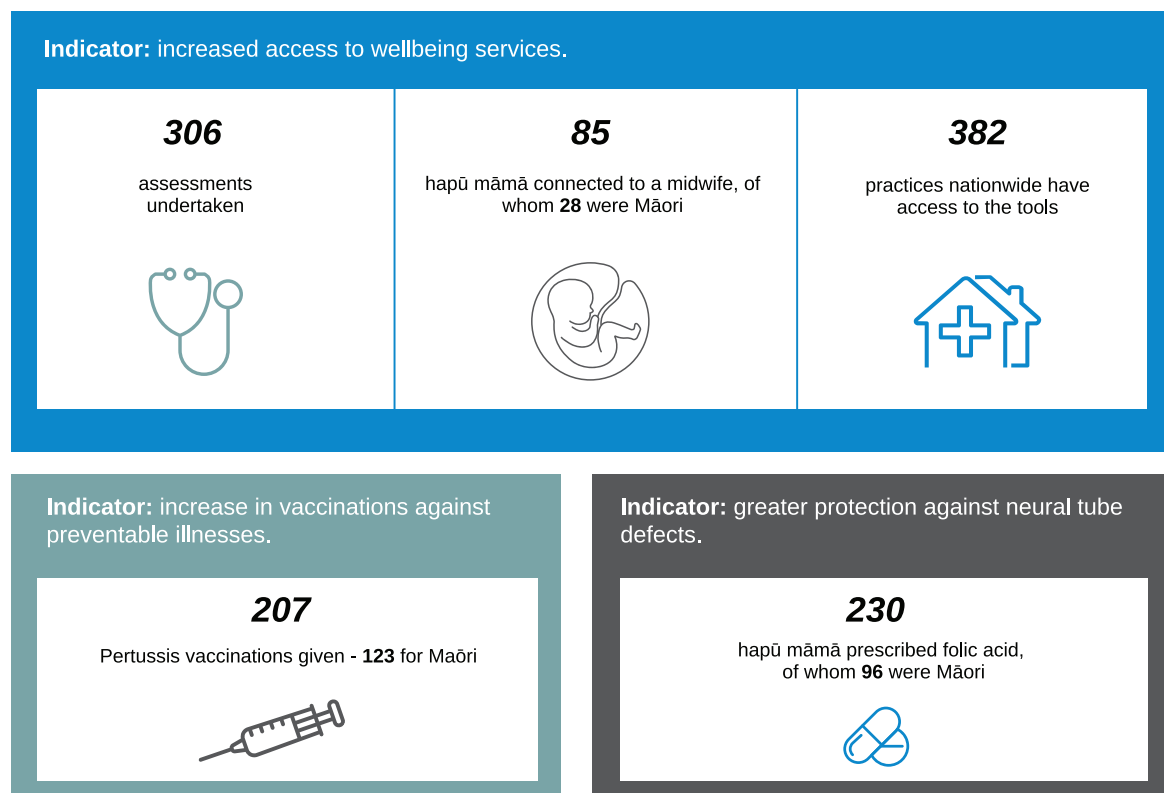 Indicator: increased access to wellbeing services.
306
assessments
undertaken
85
hapū māmā connected to a midwife, of
whom 28 were Māori
382
practices nationwide have
access to the tools
Indicator: increase in vaccinations against
preventable illnesses.
207
Pertussis vaccinations given - 123 for Maōri
Indicator: greater protection against neural tube
defects.
230
hapū māmā prescribed folic acid,
of whom 96 were Māori